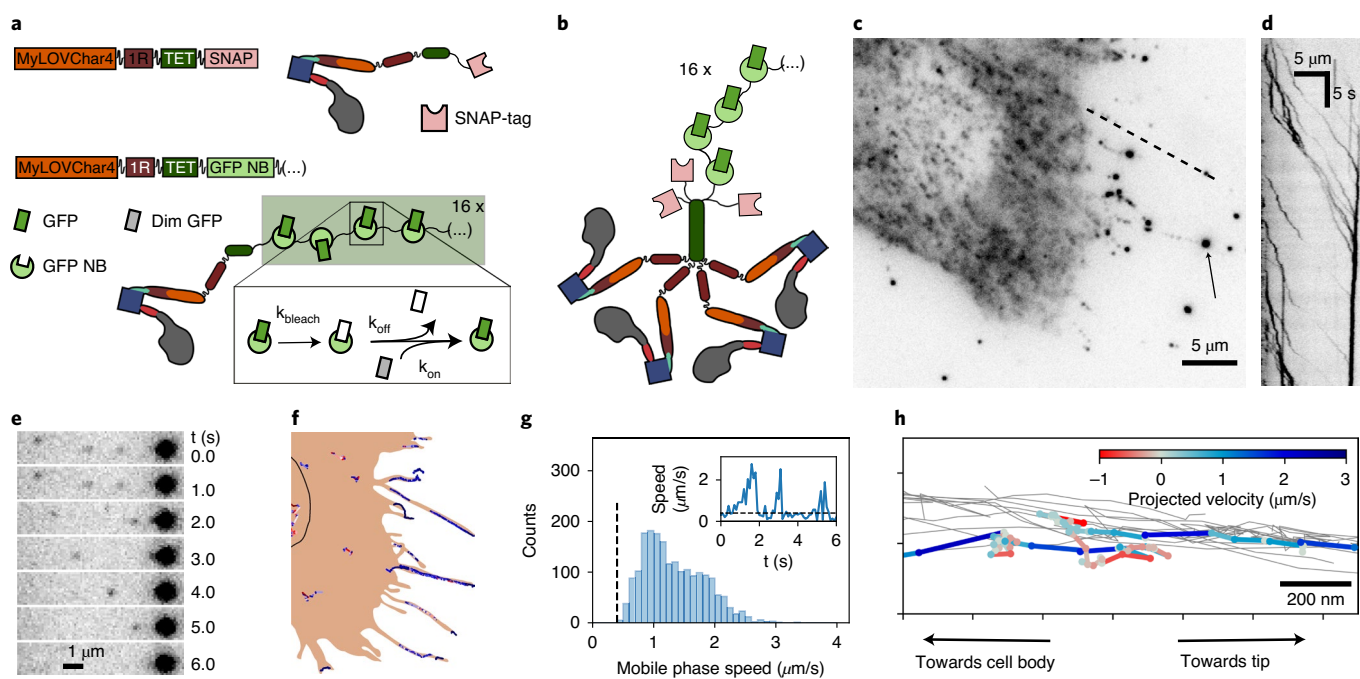 a
MyLOVChar4 1R TET SNAP
SNAP-tag
MyLOVChar4 1R TET GFP NB (...)
GFP
Dim GFP
GFP NB
16 x
(...)
k bleach
k off
k on
b
16 x
(...)
c
5 μm
d
5 μm
5 s
e
t (s)
0.0
1.0
2.0
3.0
4.0
5.0
6.0
1 μm
f
g
Counts
300
200
100
0
0 1 2 3 4
Mobile phase speed (μm/s)
Speed
(μm/s)
2
0
0 2 4 6
t (s)
h
−1 0 1 2 3
Projected velocity (μm/s)
200 nm
Towards cell body
Towards tip